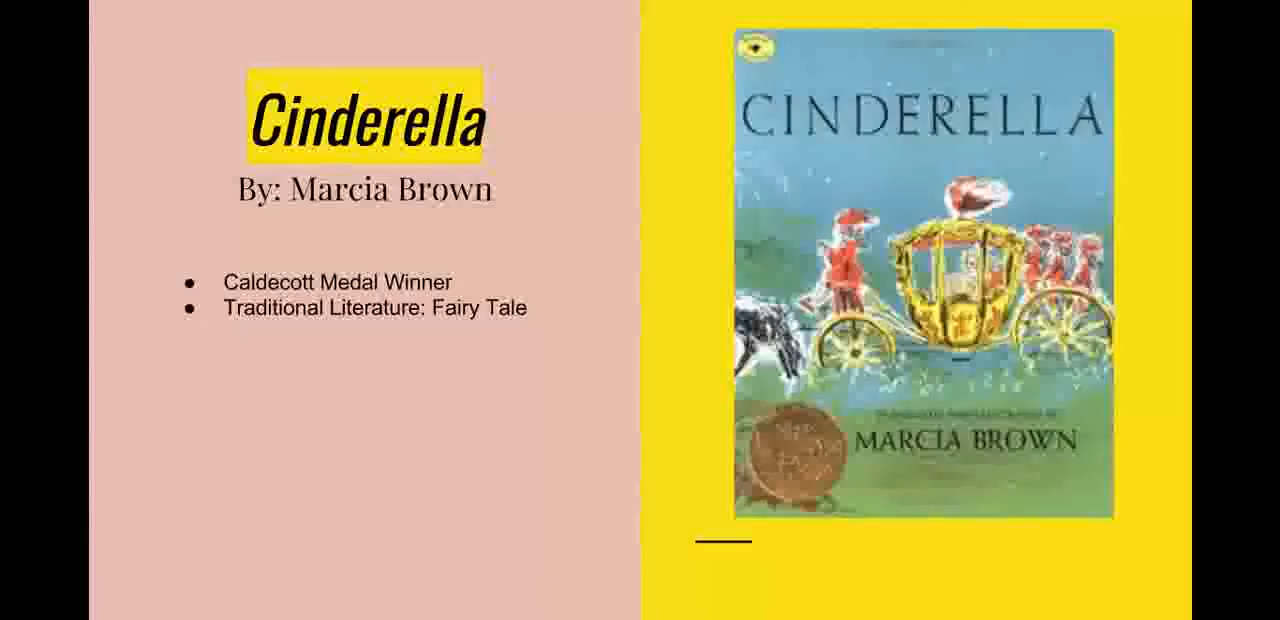 Cinderella
By: Marcia Brown
● Caldecott Medal Winner
● Traditional Literature: Fairy Tale
CINDERELLA
MARCIA BROWN